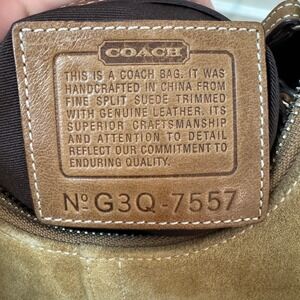 COACH
THIS IS A COACH BAG. IT WAS
HANDCRAFTED IN CHINA FROM
FINE SPLIT SUEDE TRIMMED
WITH GENUINE LEATHER. ITS
SUPERIOR CRAFTSMANSHIP
AND ATTENTION TO DETAIL
REFLECT OUR COMMITMENT TO
ENDURING QUALITY.
Nº G3Q-7557